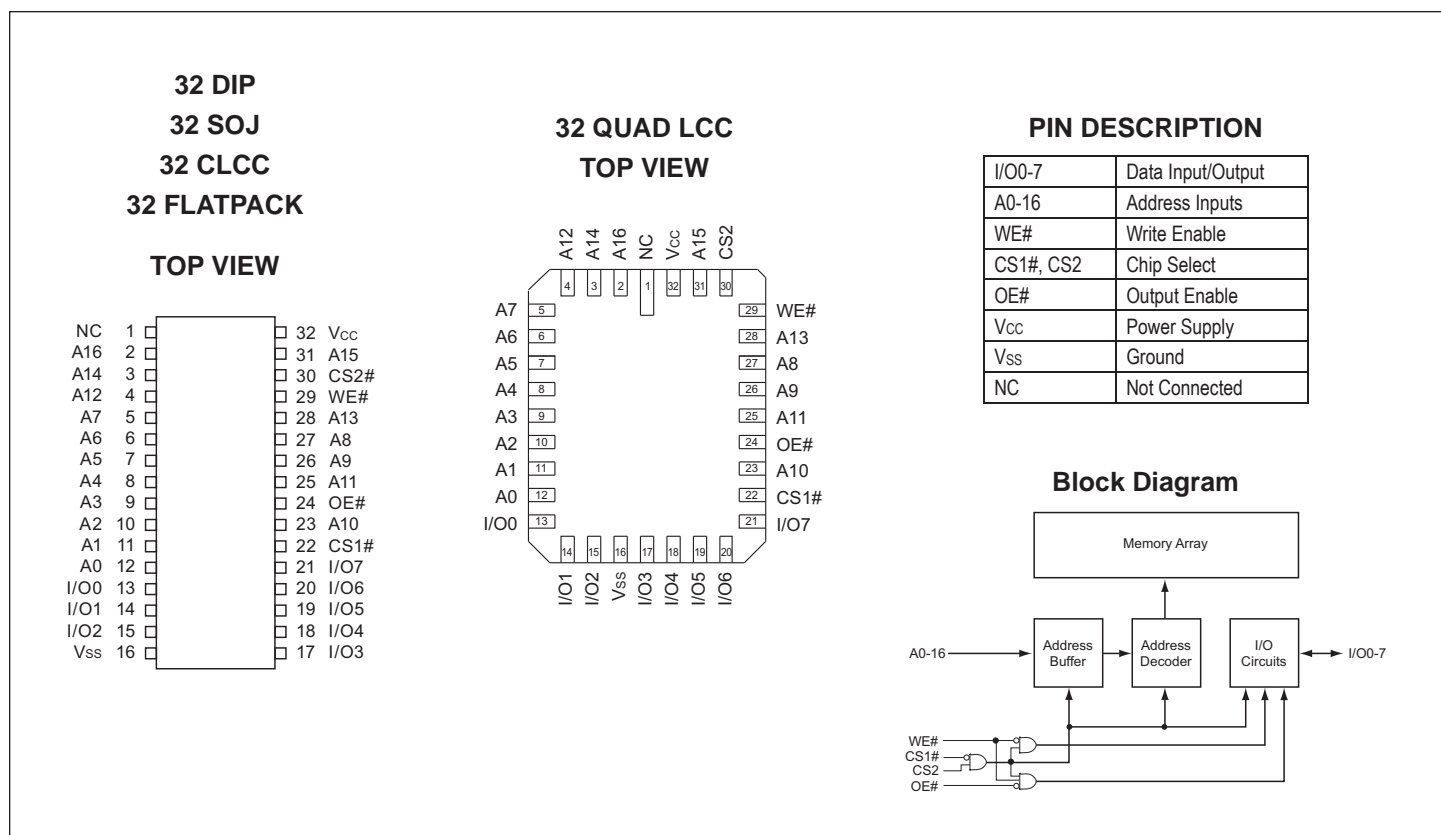 32 DIP
32 SOJ
32 CLCC
32 FLATPACK
TOP VIEW
NC 1
A16 2
A14 3
A12 4
A7 5
A6 6
A5 7
A4 8
A3 9
A2 10
A1 11
A0 12
I/O0 13
I/O1 14
I/O2 15
Vss 16
32 Vcc
31 A15
30 CS2#
29 WE#
28 A13
27 A8
26 A9
25 A11
24 OE#
23 A10
22 CS1#
21 I/O7
20 I/O6
19 I/O5
18 I/O4
17 I/O3
32 QUAD LCC
TOP VIEW
A12 A14 A16 NC Vcc A15 CS2
4 3 2 1 32 31 30
A7 5
A6 6
A5 7
A4 8
A3 9
A2 10
A1 11
A0 12
I/O0 13
29 WE#
28 A13
27 A8
26 A9
25 A11
24 OE#
23 A10
22 CS1#
21 I/O7
14 15 16 17 18 19 20
I/O1 I/O2 Vss I/O3 I/O4 I/O5 I/O6
PIN DESCRIPTION
I/O0-7 Data Input/Output
A0-16 Address Inputs
WE# Write Enable
CS1#, CS2 Chip Select
OE# Output Enable
Vcc Power Supply
Vss Ground
NC Not Connected
Block Diagram
Memory Array
A0-16
Address
Buffer
Address
Decoder
I/O
Circuits
I/O0-7
WE#
CS1#
CS2
OE#